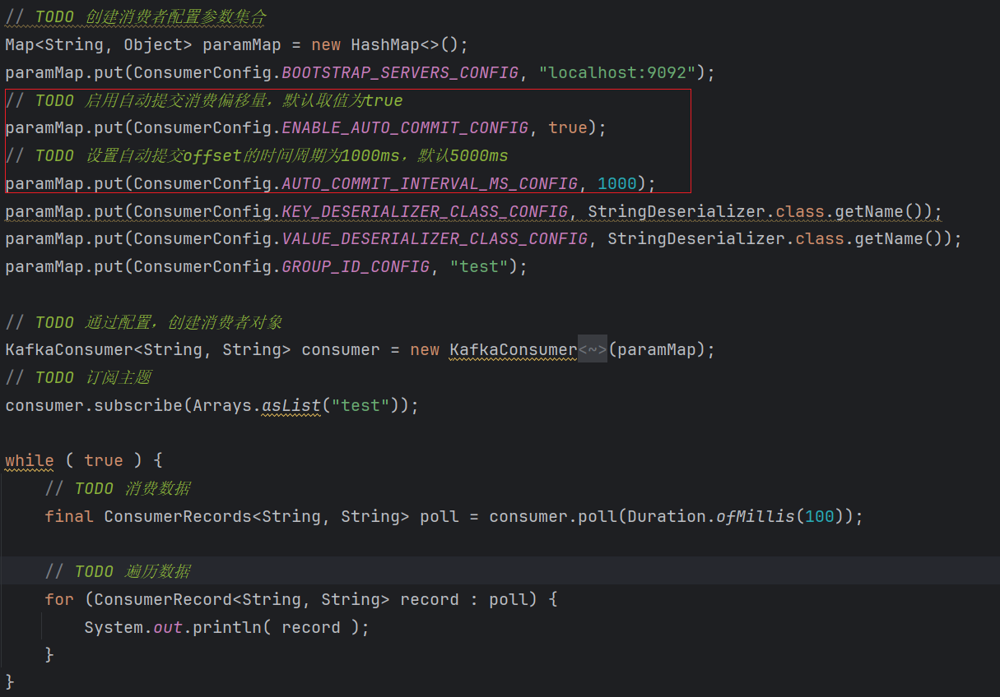 // TODO 创建消费者配置参数集合
Map<String, Object> paramMap = new HashMap<>();
paramMap.put(ConsumerConfig.BOOTSTRAP_SERVERS_CONFIG, "localhost:9092");
// TODO 启用自动提交消费偏移量，默认取值为true
paramMap.put(ConsumerConfig.ENABLE_AUTO_COMMIT_CONFIG, true);
// TODO 设置自动提交offset的时间周期为1000ms，默认5000ms
paramMap.put(ConsumerConfig.AUTO_COMMIT_INTERVAL_MS_CONFIG, 1000);
paramMap.put(ConsumerConfig.KEY_DESERIALIZER_CLASS_CONFIG, StringDeserializer.class.getName());
paramMap.put(ConsumerConfig.VALUE_DESERIALIZER_CLASS_CONFIG, StringDeserializer.class.getName());
paramMap.put(ConsumerConfig.GROUP_ID_CONFIG, "test");
// TODO 通过配置，创建消费者对象
KafkaConsumer<String, String> consumer = new KafkaConsumer<~>(paramMap);
// TODO 订阅主题
consumer.subscribe(Arrays.asList("test"));
while ( true ) {
// TODO 消费数据
final ConsumerRecords<String, String> poll = consumer.poll(Duration.ofMillis(100));
// TODO 遍历数据
for (ConsumerRecord<String, String> record : poll) {
System.out.println( record );
}
}